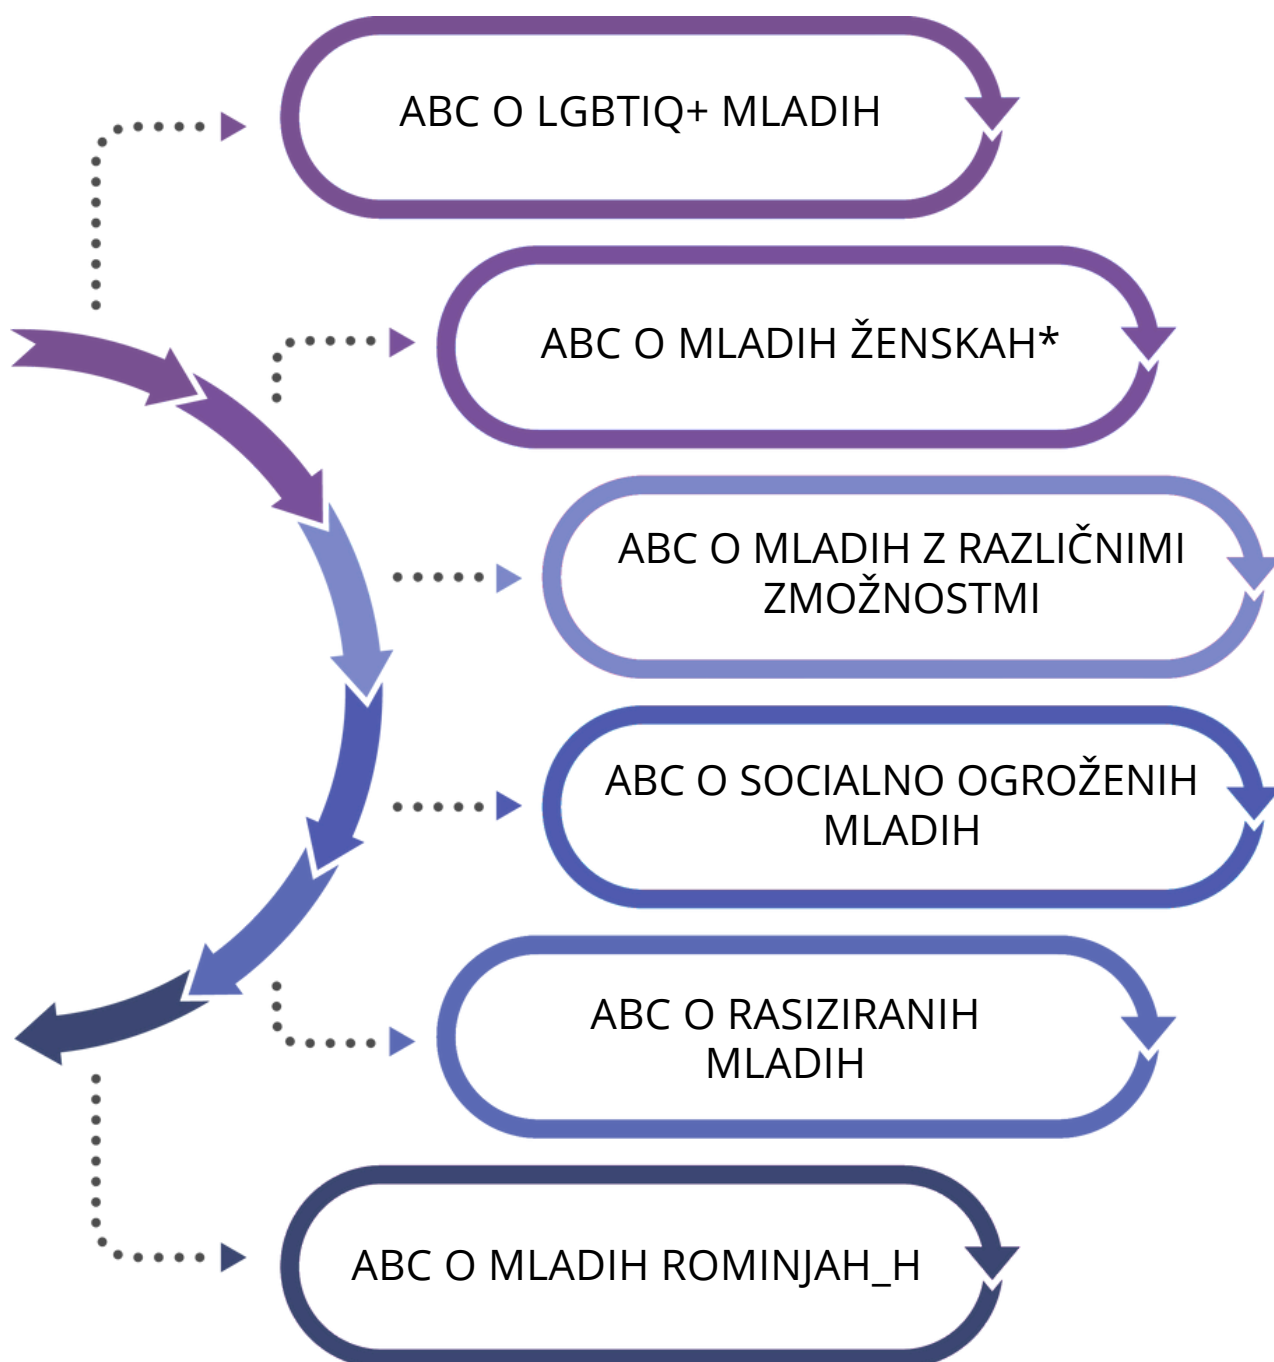 ABC O LGBTIQ+ MLADIH
ABC O MLADIH ŽENSKAH*
ABC O MLADIH Z RAZLIČNIMI
ZMOŽNOSTMI
ABC O SOCIALNO OGROŽENIH
MLADIH
ABC O RASIZIRANIH
MLADIH
ABC O MLADIH ROMINJAH_H